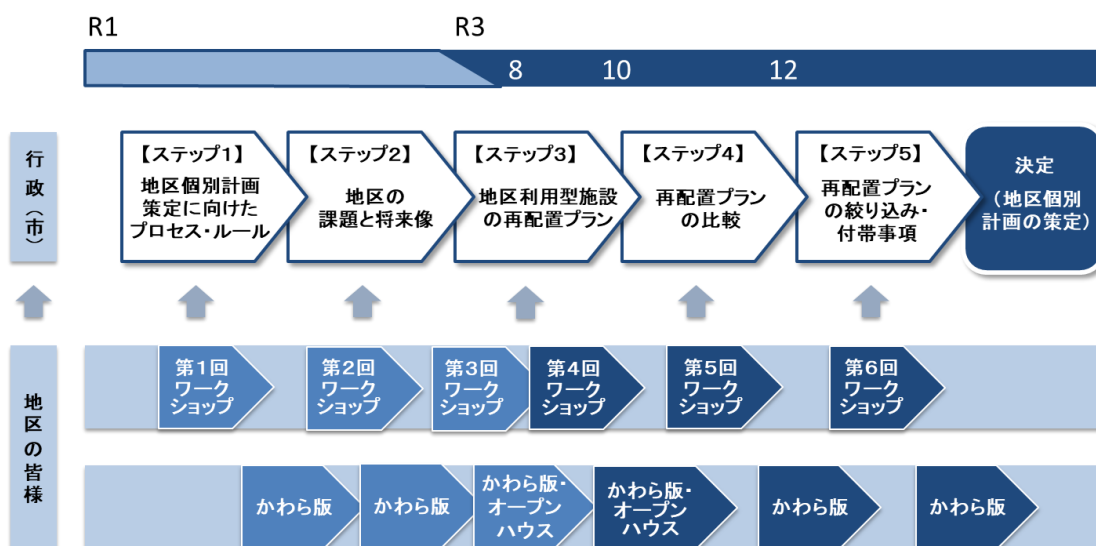 R1
R3
8
10
12
行政(市)
【ステップ1】
地区個別計画
策定に向けた
プロセス・ルール
【ステップ2】
地区の
課題と将来像
【ステップ3】
地区利用型施設
の再配置プラン
【ステップ4】
再配置プラン
の比較
【ステップ5】
再配置プラン
の絞り込み・
付帯事項
決定
(地区個別
計画の策定)
地区の皆様
第1回
ワーク
ショップ
第2回
ワーク
ショップ
第3回
ワーク
ショップ
第4回
ワーク
ショップ
第5回
ワーク
ショップ
第6回
ワーク
ショップ
かわら版
かわら版
かわら版・
オープン
ハウス
かわら版・
オープン
ハウス
かわら版
かわら版